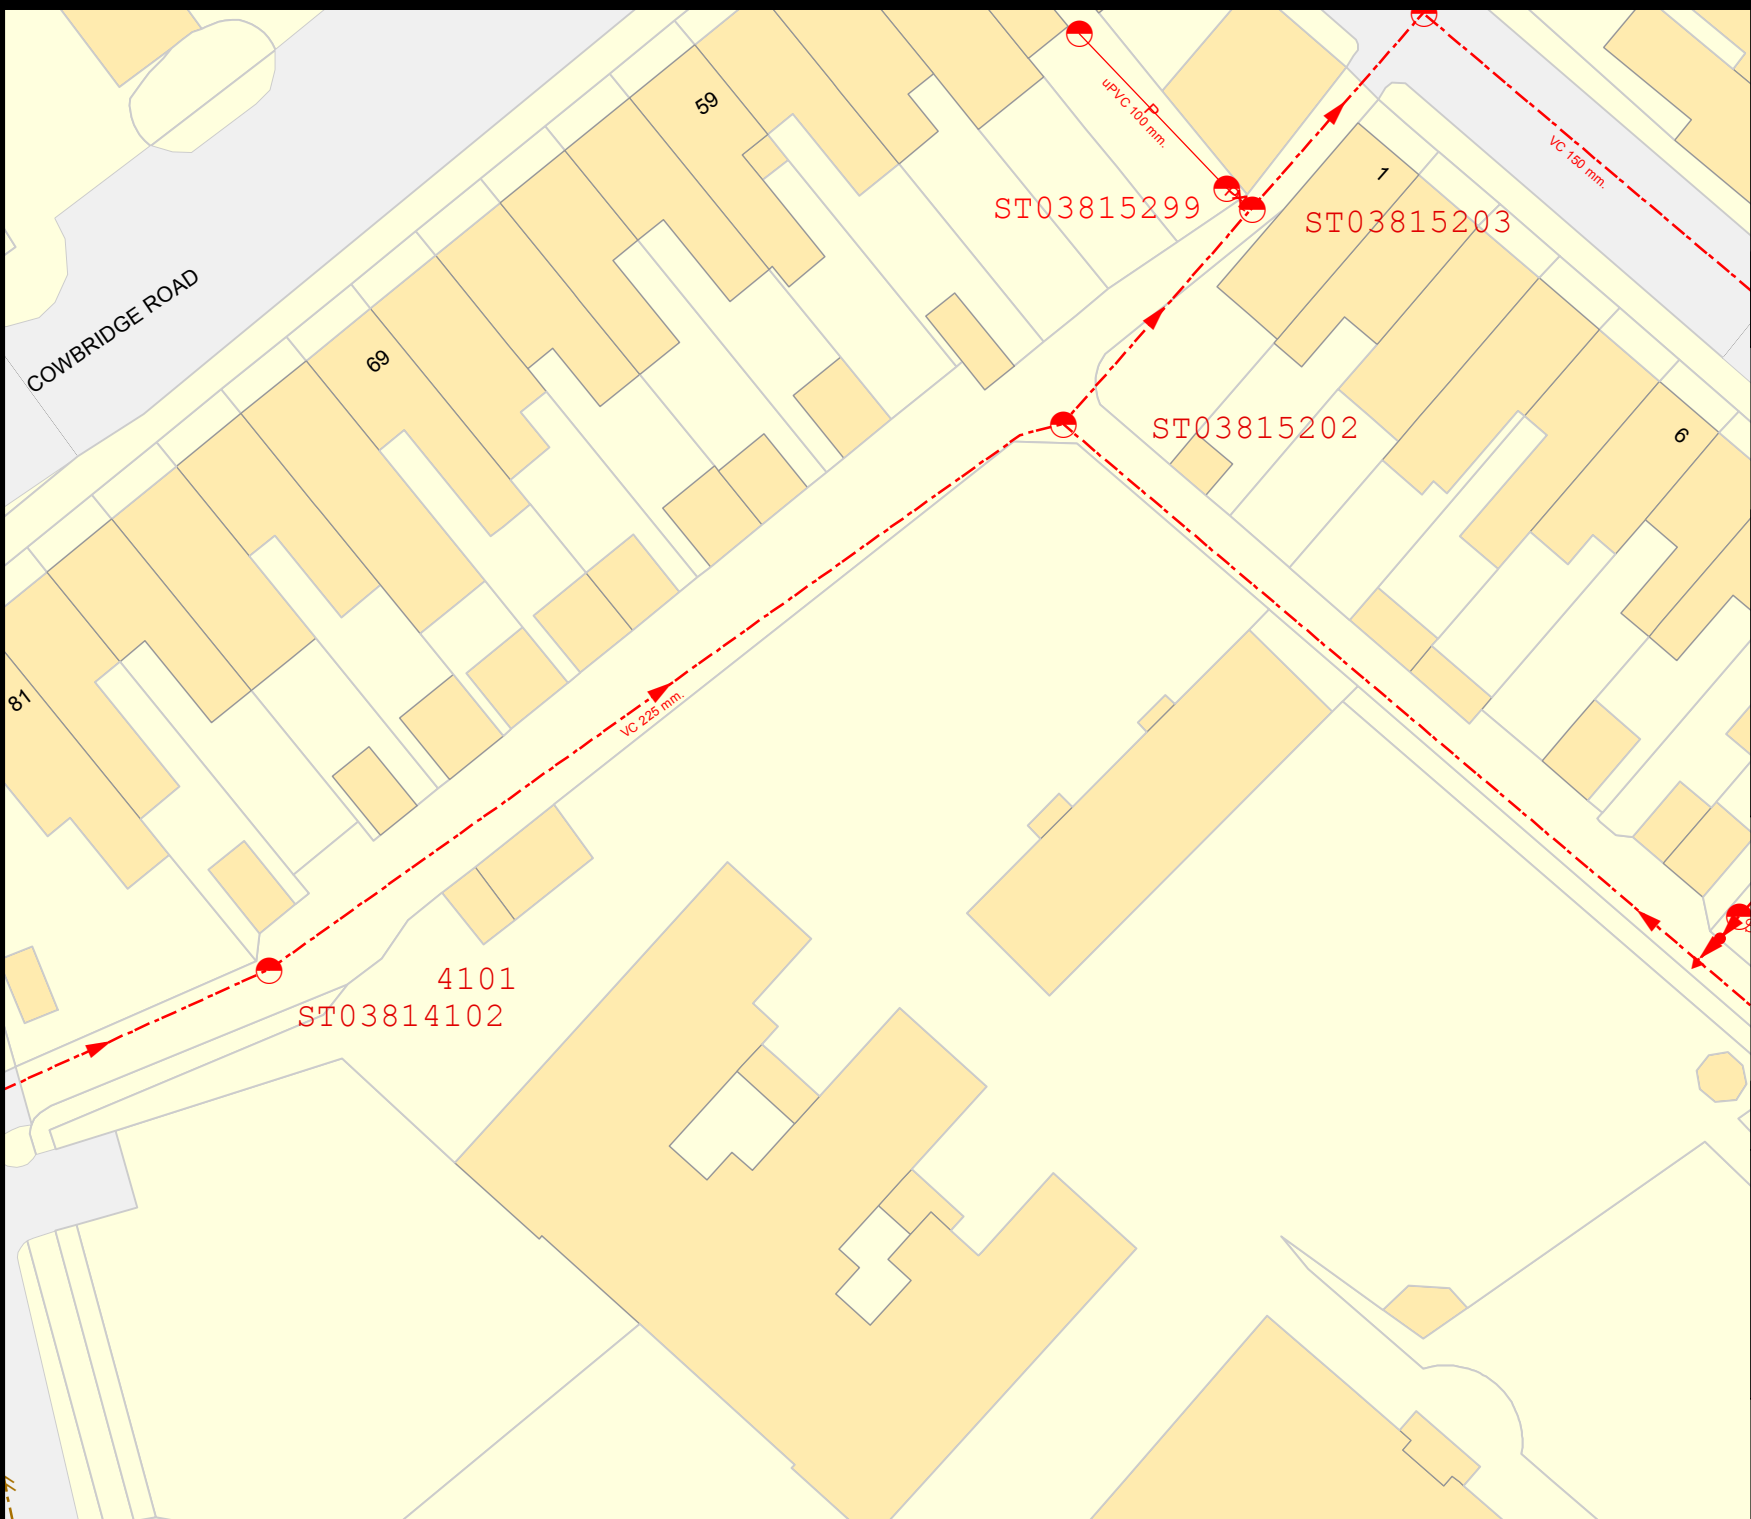 59
uPVC 100 mm.
P
VC 150 mm.
1
ST03815299
ST03815203
COWBRIDGE ROAD
69
ST03815202
6
81
VC 225 mm.
4101
ST03814102